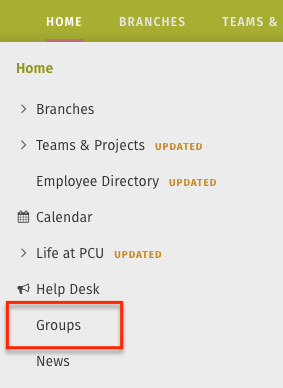 HOME BRANCHES TEAMS &
Home
Branches
Teams & Projects UPDATED
Employee Directory UPDATED
Calendar
Life at PCU UPDATED
Help Desk
Groups
News